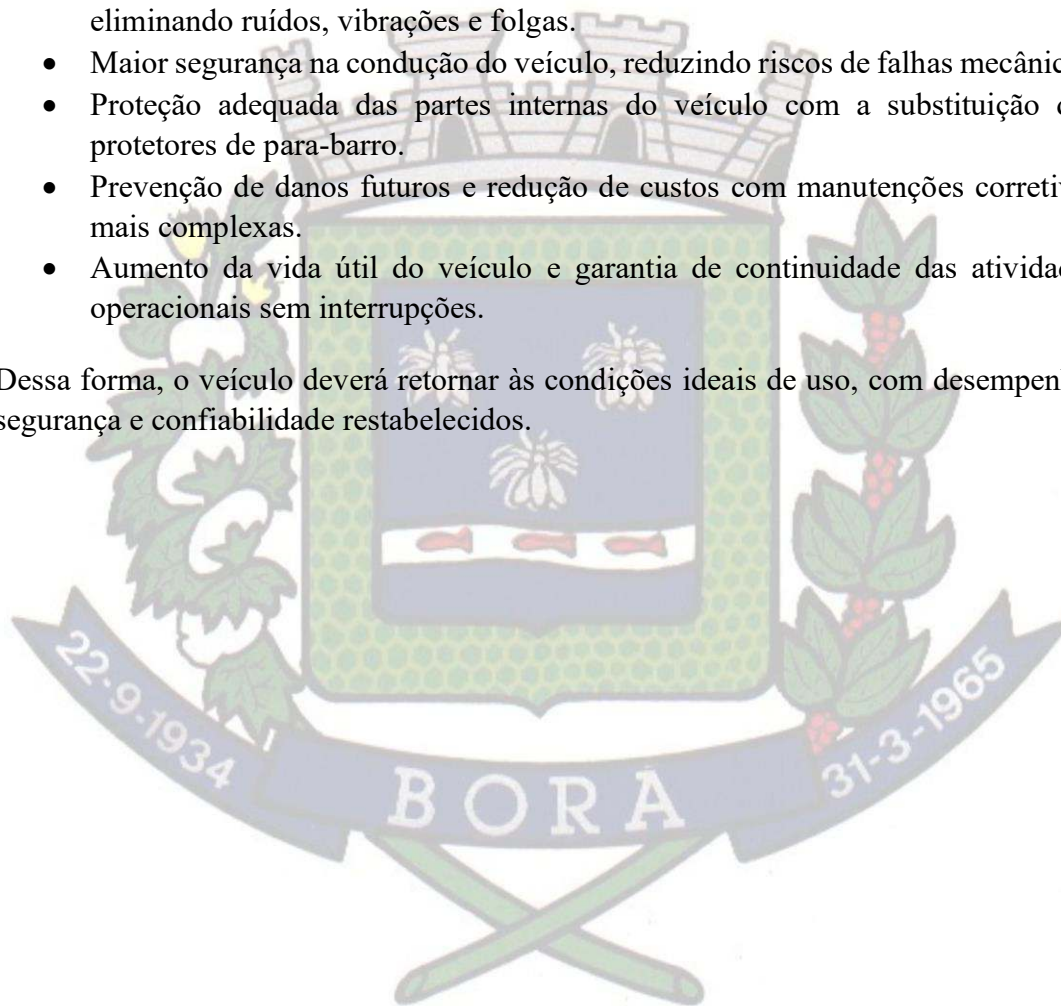 eliminando ruídos, vibrações e folgas.
• Maior segurança na condução do veículo, reduzindo riscos de falhas mecânic
• Proteção adequada das partes internas do veículo com a substituição
protetores de para-barro.
• Prevenção de danos futuros e redução de custos com manutenções corretiv
mais complexas.
• Aumento da vida útil do veículo e garantia de continuidade das ativida
operacionais sem interrupções.
Dessa forma, o veículo deverá retornar às condições ideais de uso, com desempen
segurança e confiabilidade restabelecidos.
22-9-1934
BORÁ
31-3-1965